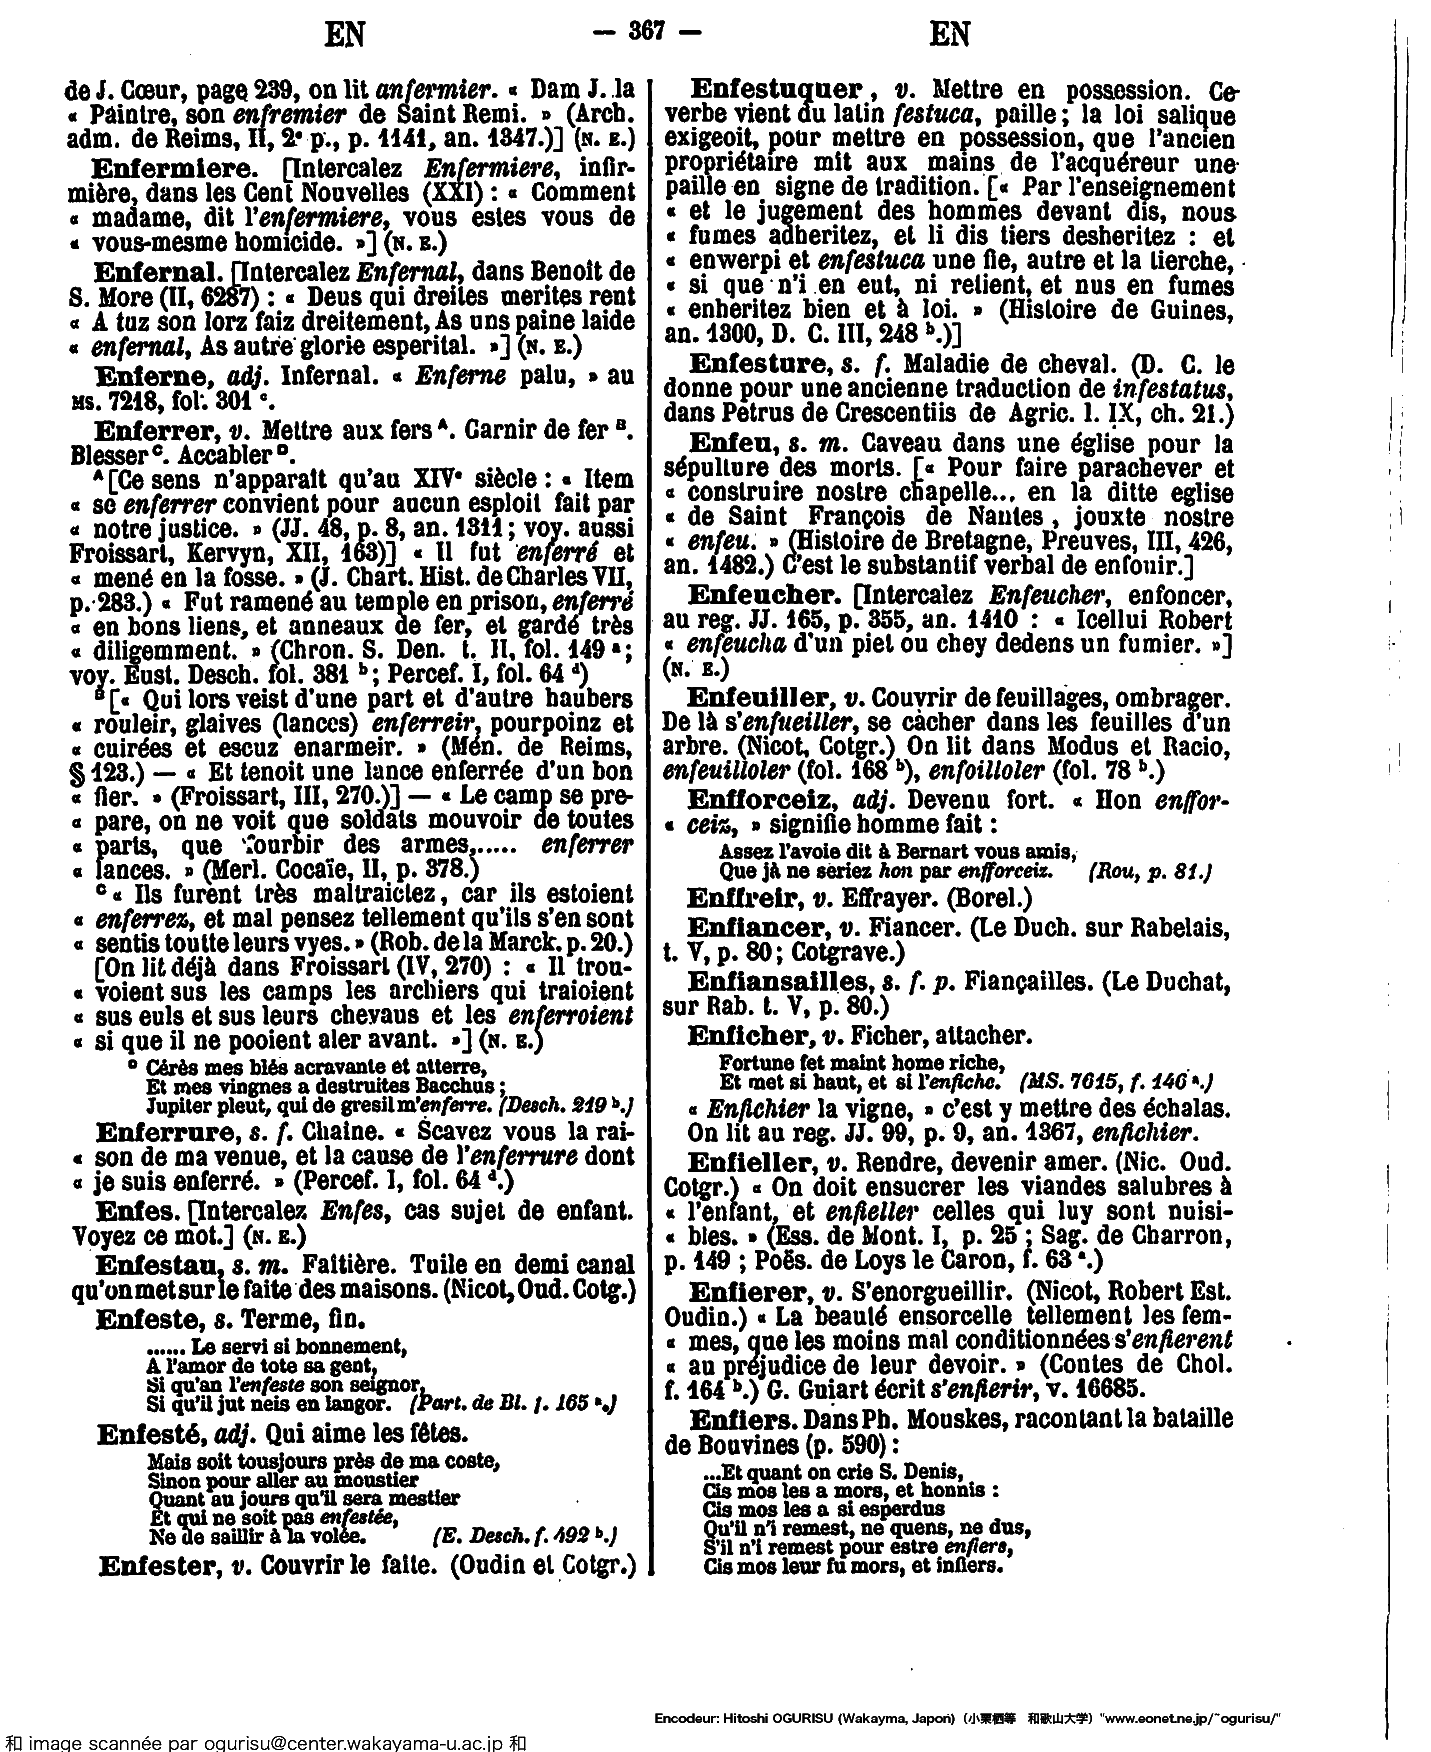 EN — 367 — EN
de J. Cœur, page 239, on lit anfermier. « Dam J. la
« Paintre, son enfremier de Saint Remi. » (Arch.
adm. de Reims, II, 2e p., p. 1141, an. 1347.)] (N. E.)
Enfermiere. [Intercalez Enfermiere, infir-
mière, dans les Cent Nouvelles (XXI) : « Comment
« madame, dit l'enfermiere, vous estes vous de
« vous-mesme homicide. »] (N. E.)
Enfernal. [Intercalez Enfernal, dans Benoit de
S. More (II, 6287) : « Deus qui dreites merites rent
« A tuz son lorz faiz dreitement, As uns paine laide
« enfernal, As autre glorie esperital. »] (N. E.)
Enferne, adj. Infernal. « Enferne palu, » au
MS. 7218, fol. 301 c.
Enferrer, v. Mettre aux fers A. Garnir de fer B.
Blesser C. Accabler D.
A [Ce sens n'apparaît qu'au XIVe siècle : « Item
« se enferrer convient pour aucun esploit fait par
« notre justice. » (JJ. 48, p. 8, an. 1311 ; voy. aussi
Froissart, Kervyn, XII, 163)] « Il fut enferré et
« mené en la fosse. » (J. Chart. Hist. de Charles VII,
p. 283.) « Fut ramené au temple en prison, enferré
« en bons liens, et anneaux de fer, et gardé très
« diligemment. » (Chron. S. Den. t. II, fol. 149 a ;
voy. Eust. Desch. fol. 381 b ; Percef. I, fol. 64 d)
B [« Qui lors veist d'une part et d'autre haubers
« rouleir, glaives (lances) enferreir, pourpoinz et
« cuirées et escuz enarmeir. » (Mén. de Reims,
§ 123.) — « Et tenoit une lance enferrée d'un bon
« fier. » (Froissart, III, 270.)] — « Le camp se pre-
« pare, on ne voit que soldats mouvoir de toutes
« parts, que fourbir des armes,..... enferrer
« lances. » (Merl. Cocaïe, II, p. 378.)
C « Ils furent très maltraictez, car ils estoient
« enferrez, et mal pensez tellement qu'ils s'en sont
« sentis toutte leurs vyes. » (Rob. de la Marck. p. 20.)
[On lit déjà dans Froissart (IV, 270) : « Il trou-
« voient sus les camps les archiers qui traioient
« sus euls et sus leurs chevaus et les enferroient
« si que il ne pooient aler avant. »] (N. E.)
D Cérès mes blés acravante et atterre,
Et mes vingnes a destruites Bacchus ;
Jupiter pleut, qui de gresil m'enferre. (Desch. 219 b.)
Enferrure, s. f. Chaine. « Scavez vous la rai-
« son de ma venue, et la cause de l'enferrure dont
« je suis enferré. » (Percef. I, fol. 64 d.)
Enfes. [Intercalez Enfes, cas sujet de enfant.
Voyez ce mot.] (N. E.)
Enfestau, s. m. Faîtière. Tuile en demi canal
qu'on met sur le faite des maisons. (Nicot, Oud. Cotg.)
Enfeste, s. Terme, fin.
...... Le servi si bonnement,
A l'amor de tote sa gent,
Si qu'an l'enfeste son seignor,
Si qu'il jut neis en langor. (Part. de Bl. f. 165 a.)
Enfesté, adj. Qui aime les fêtes.
Mais soit tousjours près de ma coste,
Sinon pour aller au moustier
Quant au jours qu'il sera mestier
Et qui ne soit pas enfestée,
Ne de saillir à la volée. (E. Desch. f. 492 b.)
Enfester, v. Couvrir le faîte. (Oudin et Cotgr.)
Enfestuquer, v. Mettre en possession. Ce
verbe vient du latin festuca, paille ; la loi salique
exigeoit, pour mettre en possession, que l'ancien
propriétaire mit aux mains de l'acquéreur une
paille en signe de tradition. [« Par l'enseignement
« et le jugement des hommes devant dis, nous
« fumes adheritez, et li dis tiers desheritez : et
« enwerpi et enfestuca une fie, autre et la tierche,
« si que n'i en eut, ni retient, et nus en fumes
« enheritez bien et à loi. » (Histoire de Guines,
an. 1300, D. C. III, 248 b.)]
Enfesture, s. f. Maladie de cheval. (D. C. le
donne pour une ancienne traduction de infestatus,
dans Petrus de Crescentiis de Agric. l. IX, ch. 21.)
Enfeu, s. m. Caveau dans une église pour la
sépulture des morts. [« Pour faire parachever et
« construire nostre chapelle... en la ditte eglise
« de Saint François de Nantes, jouxte nostre
« enfeu. » (Histoire de Bretagne, Preuves, III, 426,
an. 1482.) C'est le substantif verbal de enfouir.]
Enfeucher. [Intercalez Enfeucher, enfoncer,
au reg. JJ. 165, p. 355, an. 1410 : « Icellui Robert
« enfeucha d'un piet ou chey dedens un fumier. »]
(N. E.)
Enfeuiller, v. Couvrir de feuillages, ombrager.
De là s'enfueiller, se câcher dans les feuilles d'un
arbre. (Nicot, Cotgr.) On lit dans Modus et Racio,
enfeuilloler (fol. 168 b), enfoilloler (fol. 78 b.)
Enfforceiz, adj. Devenu fort. « Hon enffor-
« ceiz, » signifie homme fait :
Assez l'avoie dit à Bernart vous amis,
Que jà ne seriez hon par enfforceiz. (Rou, p. 81.)
Enffreir, v. Effrayer. (Borel.)
Enfiancer, v. Fiancer. (Le Duch. sur Rabelais,
t. V, p. 80 ; Cotgrave.)
Enfiansailles, s. f. p. Fiançailles. (Le Duchat,
sur Rab. t. V, p. 80.)
Enficher, v. Ficher, attacher.
Fortune fet maint home riche,
Et met si haut, et si l'enfiche. (MS. 7615, f. 146 a.)
« Enfichier la vigne, » c'est y mettre des échalas.
On lit au reg. JJ. 99, p. 9, an. 1367, enfichier.
Enfieller, v. Rendre, devenir amer. (Nic. Oud.
Cotgr.) « On doit ensucrer les viandes salubres à
« l'enfant, et enfieller celles qui luy sont nuisi-
« bles. » (Ess. de Mont. I, p. 25 ; Sag. de Charron,
p. 149 ; Poës. de Loys le Caron, f. 63 a.)
Enfierer, v. S'enorgueillir. (Nicot, Robert Est.
Oudin.) « La beauté ensorcelle tellement les fem-
« mes, que les moins mal conditionnées s'enfierent
« au préjudice de leur devoir. » (Contes de Chol.
f. 164 b.) G. Guiart écrit s'enfierir, v. 16685.
Enfiers. Dans Ph. Mouskes, racontant la bataille
de Bouvines (p. 590) :
...Et quant on crie S. Denis,
Cis mos les a mors, et honnis :
Cis mos les a si esperdus
Qu'il n'i remest, ne quens, ne dus,
S'il n'i remest pour estre enfiers,
Cis mos leur fu mors, et infiers.
Encodeur: Hitoshi OGURISU (Wakayma, Japon) (小栗栖等 和歌山大学) "www.eonet.ne.jp/~ogurisu/"
和 image scannée par ogurisu@center.wakayama-u.ac.jp 和